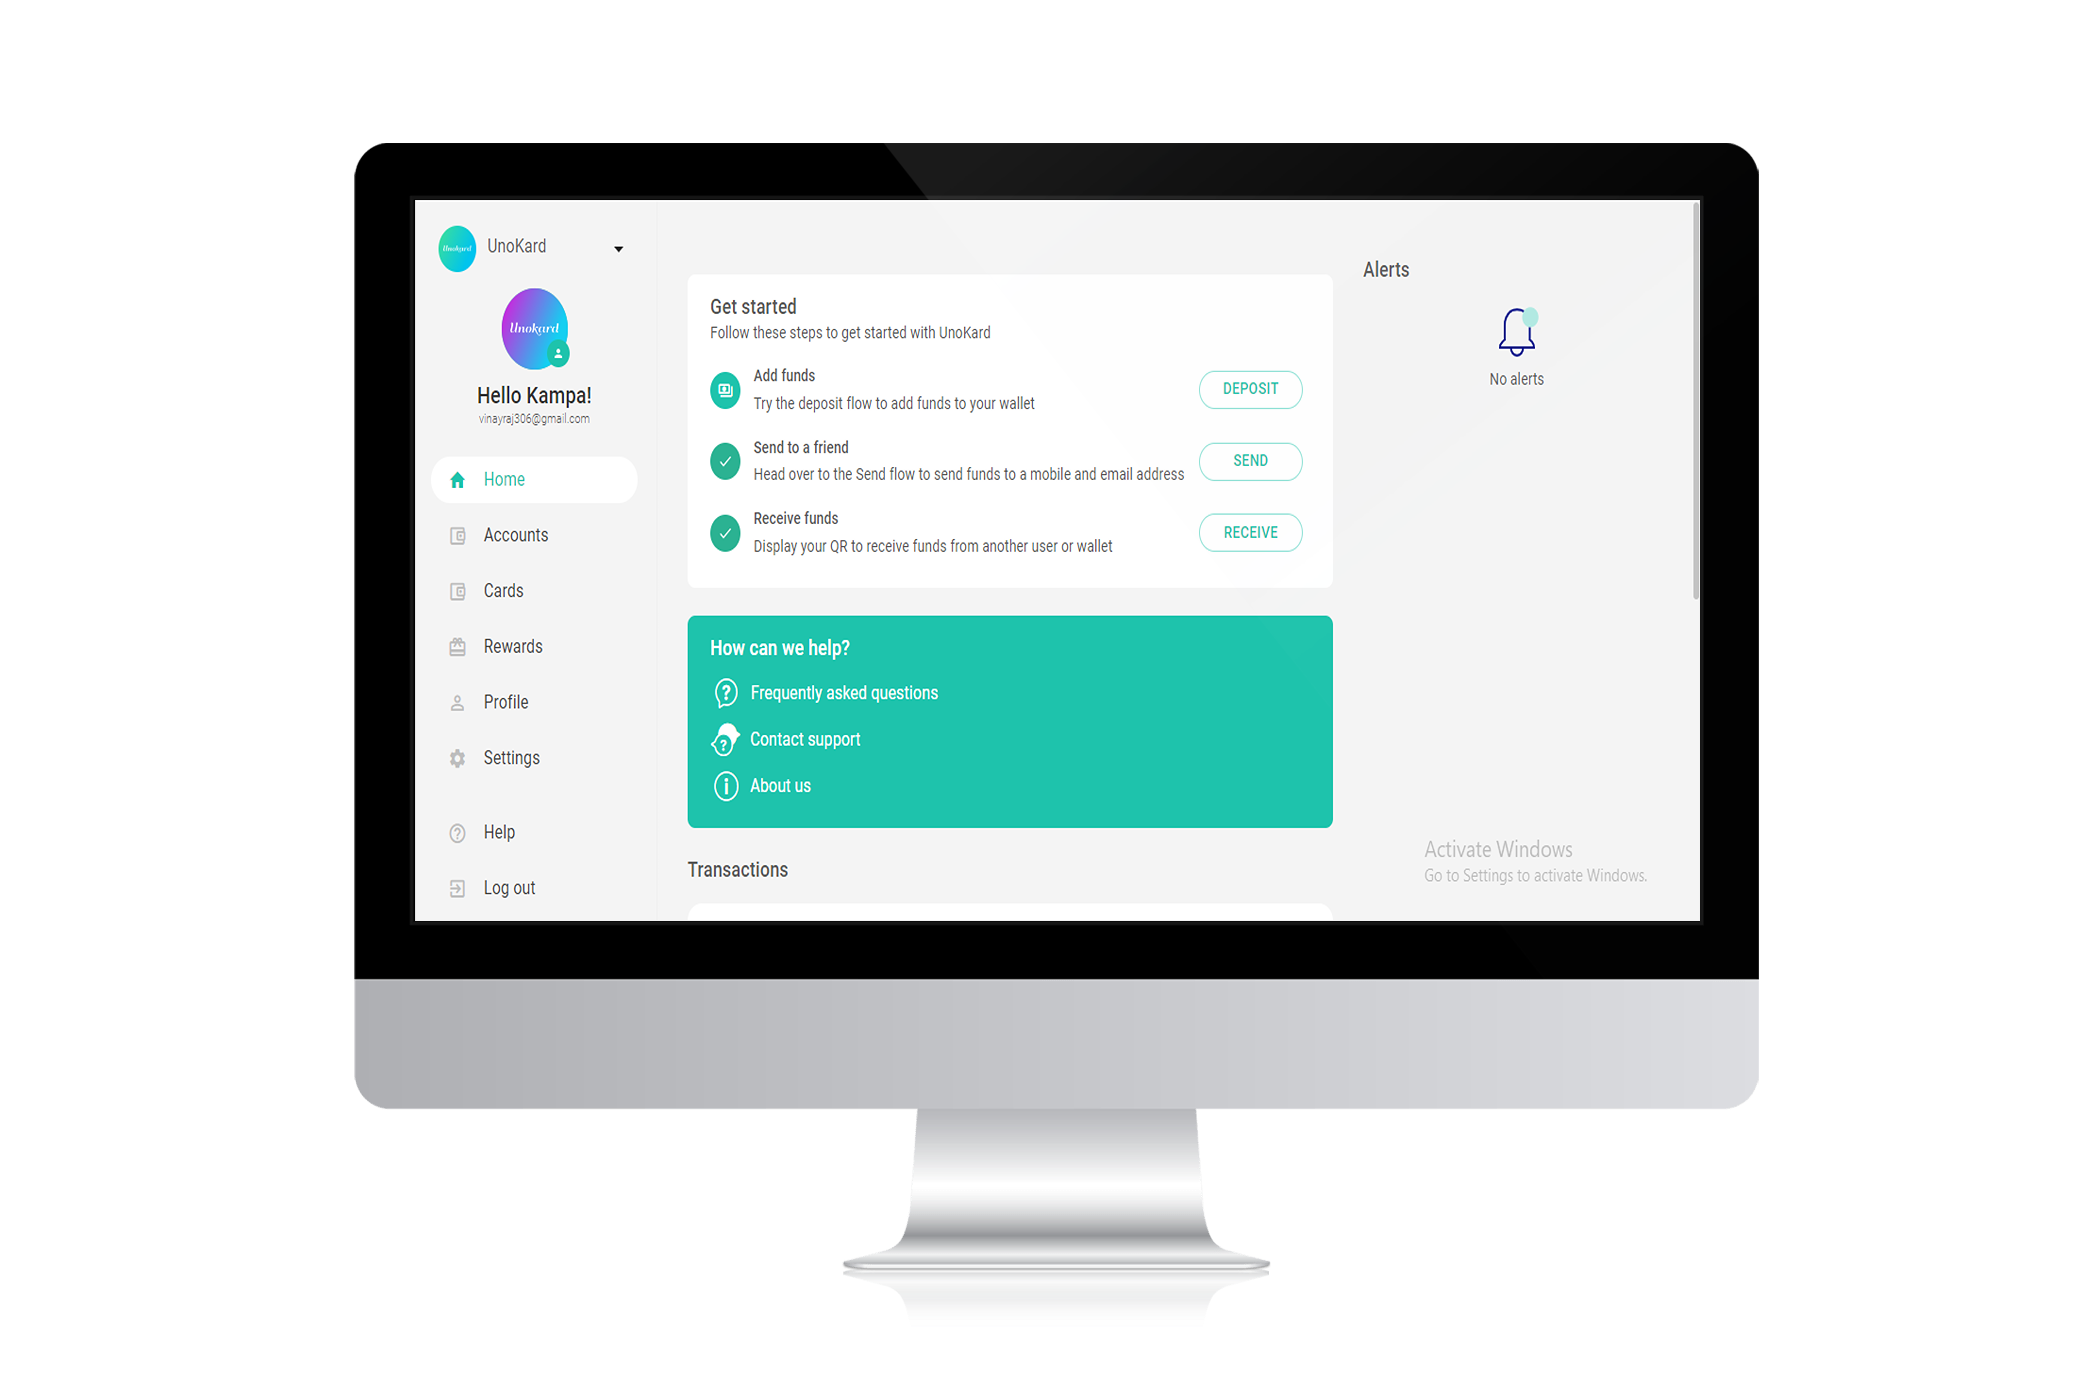 Unokard
UnoKard
Unokard
Hello Kampa!
vinayraj306@gmail.com
Home
Accounts
Cards
Rewards
Profile
Settings
Help
Log out
Get started
Follow these steps to get started with UnoKard
Add funds
Try the deposit flow to add funds to your wallet
DEPOSIT
Send to a friend
Head over to the Send flow to send funds to a mobile and email address
SEND
Receive funds
Display your QR to receive funds from another user or wallet
RECEIVE
How can we help?
Frequently asked questions
Contact support
About us
Transactions
Alerts
No alerts
Activate Windows
Go to Settings to activate Windows.